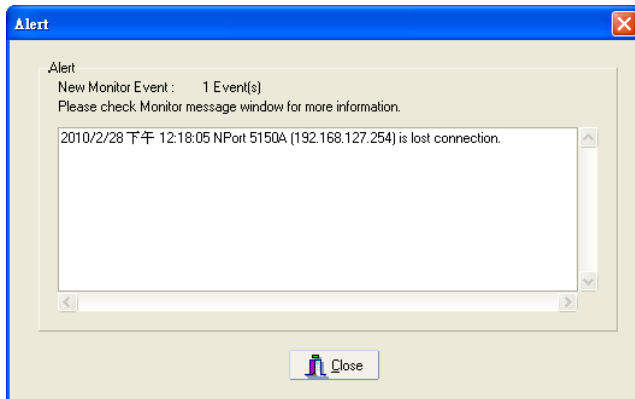 Alert
Alert
New Monitor Event : 1 Event(s)
Please check Monitor message window for more information.
2010/2/28 下午 12:18:05 NPort 5150A (192.168.127.254) is lost connection.
Close